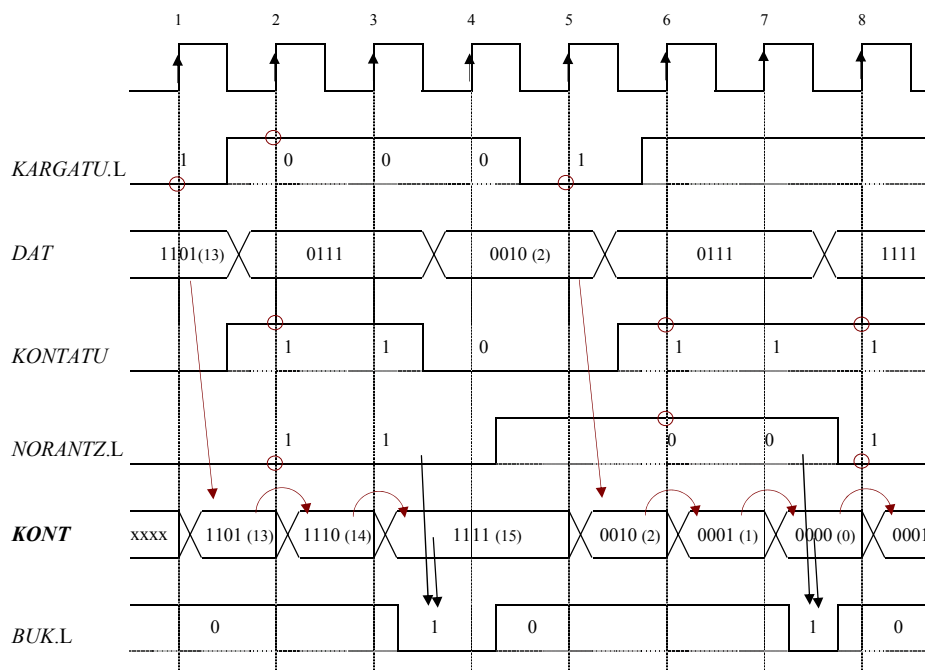 1 2 3 4 5 6 7 8
KARGATU.L 1 0 0 0 1
DAT 1101(13) 0111 0010 (2) 0111 1111
KONTATU 1 1 0 1 1 1
NORANTZ.L 1 1 0 0 1
KONT xxxx 1101 (13) 1110 (14) 1111 (15) 0010 (2) 0001 (1) 0000 (0) 0001
BUK.L 0 1 0 1 0